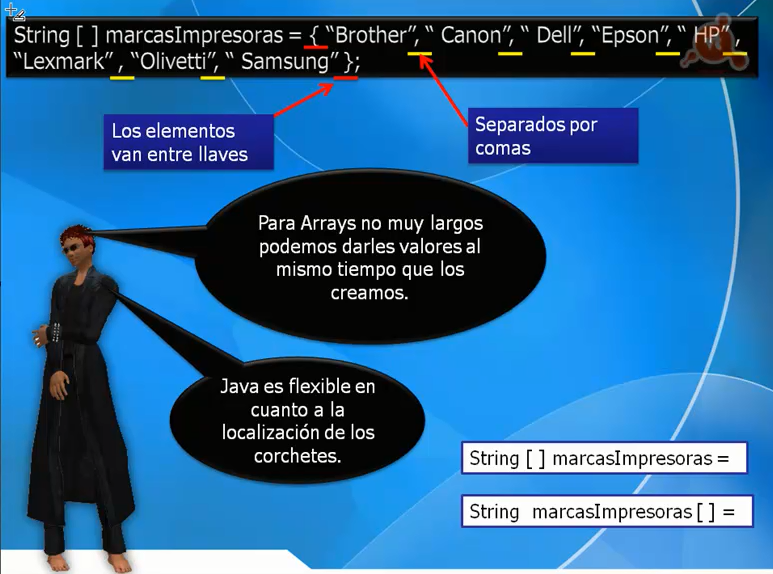 String [ ] marcasImpresoras = { “Brother”, “ Canon”, “ Dell”, “Epson”, “ HP” ,
“Lexmark” , “Olivetti”, “ Samsung” };
Los elementos
van entre llaves
Separados por
comas
Para Arrays no muy largos
podemos darles valores al
mismo tiempo que los
creamos.
Java es flexible en
cuanto a la
localización de los
corchetes.
String [ ] marcasImpresoras =
String marcasImpresoras [ ] =